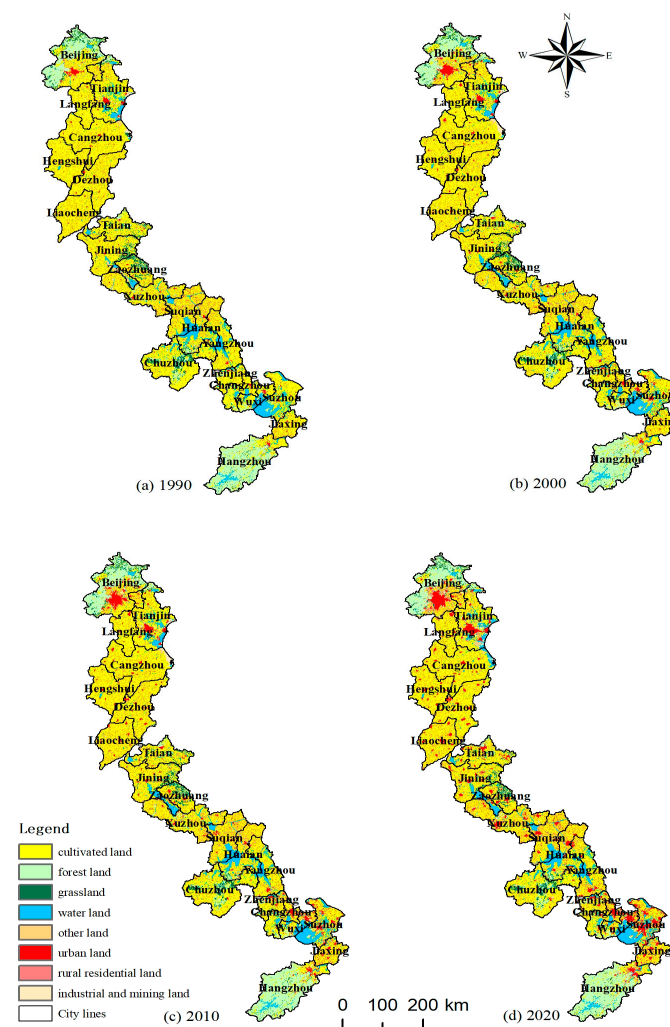 N
W E
S
Beijing
Tianjin
Langfang
Cangzhou
Hengshui
Dezhou
Liaocheng
Taian
Jining
Zaozhuang
Xuzhou
Suqian
Huaian
Yangzhou
Chuzhou
Zhenjiang
Changzhou
Wuxi
Suzhou
Jiaxing
Hangzhou
(a) 1990
Beijing
Tianjin
Langfang
Cangzhou
Hengshui
Dezhou
Liaocheng
Taian
Jining
Zaozhuang
Xuzhou
Suqian
Huaian
Yangzhou
Chuzhou
Zhenjiang
Changzhou
Wuxi
Suzhou
Jiaxing
Hangzhou
(b) 2000
Beijing
Tianjin
Langfang
Cangzhou
Hengshui
Dezhou
Liaocheng
Taian
Jining
Zaozhuang
Xuzhou
Suqian
Huaian
Yangzhou
Chuzhou
Zhenjiang
Changzhou
Wuxi
Suzhou
Jiaxing
Hangzhou
(c) 2010
Beijing
Tianjin
Langfang
Cangzhou
Hengshui
Dezhou
Liaocheng
Taian
Jining
Zaozhuang
Xuzhou
Suqian
Huaian
Yangzhou
Chuzhou
Zhenjiang
Changzhou
Wuxi
Suzhou
Jiaxing
Hangzhou
(d) 2020
Legend
cultivated land
forest land
grassland
water land
other land
urban land
rural residential land
industrial and mining land
City lines
0 100 200 km